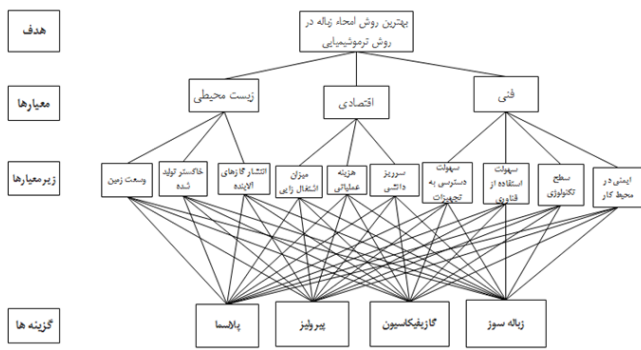 هدف
بهترین روش امحاء زباله در
روش ترموشیمیایی
معیارها
فنی
اقتصادی
زیست محیطی
زیرمعیارها
ایمنی در
محیط کار
سطح
تکنولوژی
سهولت
استفاده از
فناوری
سهولت
دسترسی به
تجهیزات
سرریز
دانشی
هزینه
عملیاتی
میزان
اشتغال زایی
انتشار گازهای
آلاینده
خاکستر تولید
شده
وسعت زمین
گزینه ها
زباله سوز
گازیفیکاسیون
پیرولیز
پلاسما